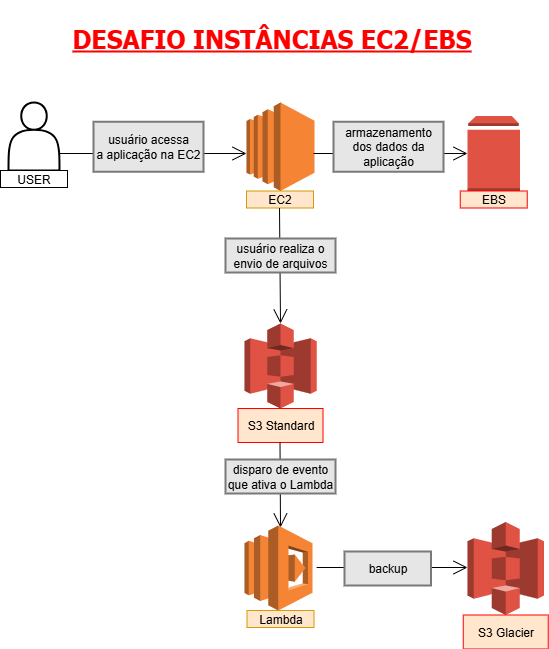 DESAFIO INSTÂNCIAS EC2/EBS
usuário acessa
a aplicação na EC2
armazenamento
dos dados da
aplicação
USER
EC2
EBS
usuário realiza o
envio de arquivos
S3 Standard
disparo de evento
que ativa o Lambda
backup
Lambda
S3 Glacier